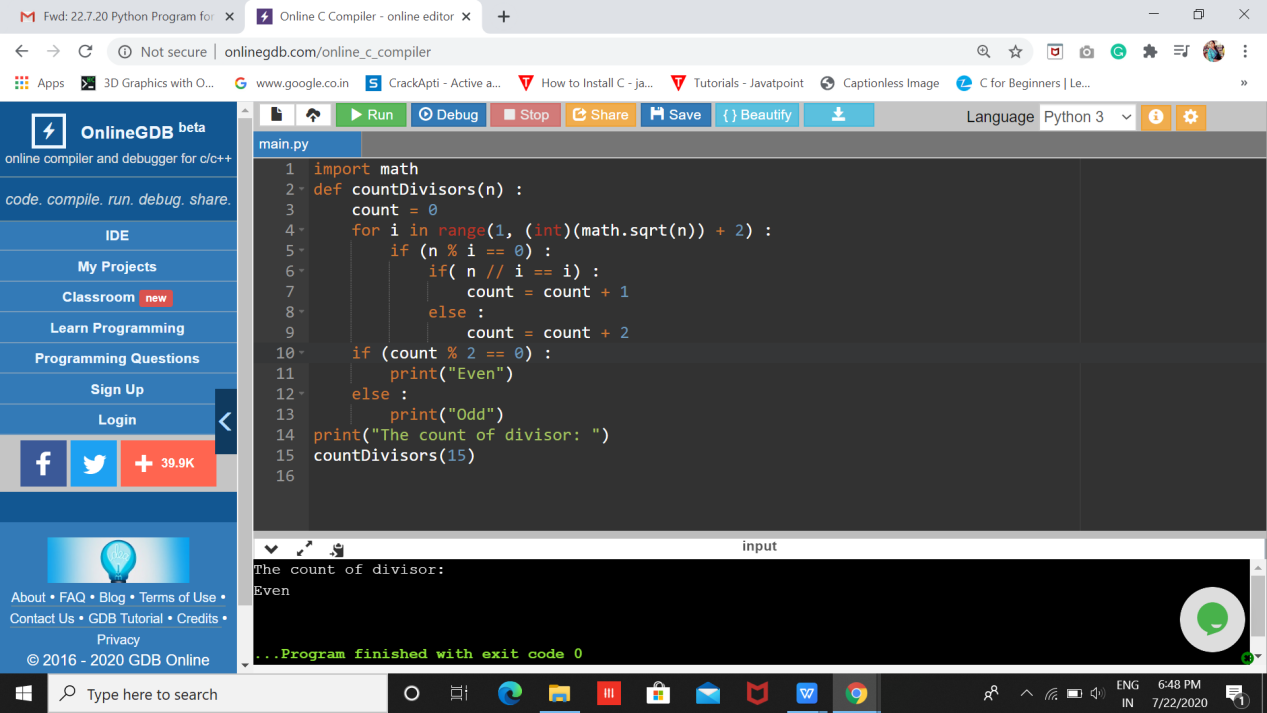 Fwd: 22.7.20 Python Program for
Online C Compiler - online editor
Not secure | onlinegdb.com/online_c_compiler
Apps 3D Graphics with O... www.google.co.in CrackApti - Active a... How to Install C - ja... Tutorials - Javatpoint Captionless Image C for Beginners | Le... »
OnlineGDB beta
online compiler and debugger for c/c++
code. compile. run. debug. share.
IDE
My Projects
Classroom new
Learn Programming
Programming Questions
Sign Up
Login
39.9K
About • FAQ • Blog • Terms of Use •
Contact Us • GDB Tutorial • Credits •
Privacy
© 2016 - 2020 GDB Online
Run Debug Stop Share Save { } Beautify
Language Python 3
main.py
1 import math
2 def countDivisors(n) :
3     count = 0
4     for i in range(1, (int)(math.sqrt(n)) + 2) :
5         if (n % i == 0) :
6             if( n // i == i) :
7                 count = count + 1
8             else :
9                 count = count + 2
10     if (count % 2 == 0) :
11         print("Even")
12     else :
13         print("Odd")
14 print("The count of divisor: ")
15 countDivisors(15)
16
input
The count of divisor:
Even
...Program finished with exit code 0
Type here to search
ENG
IN
6:48 PM
7/22/2020
1